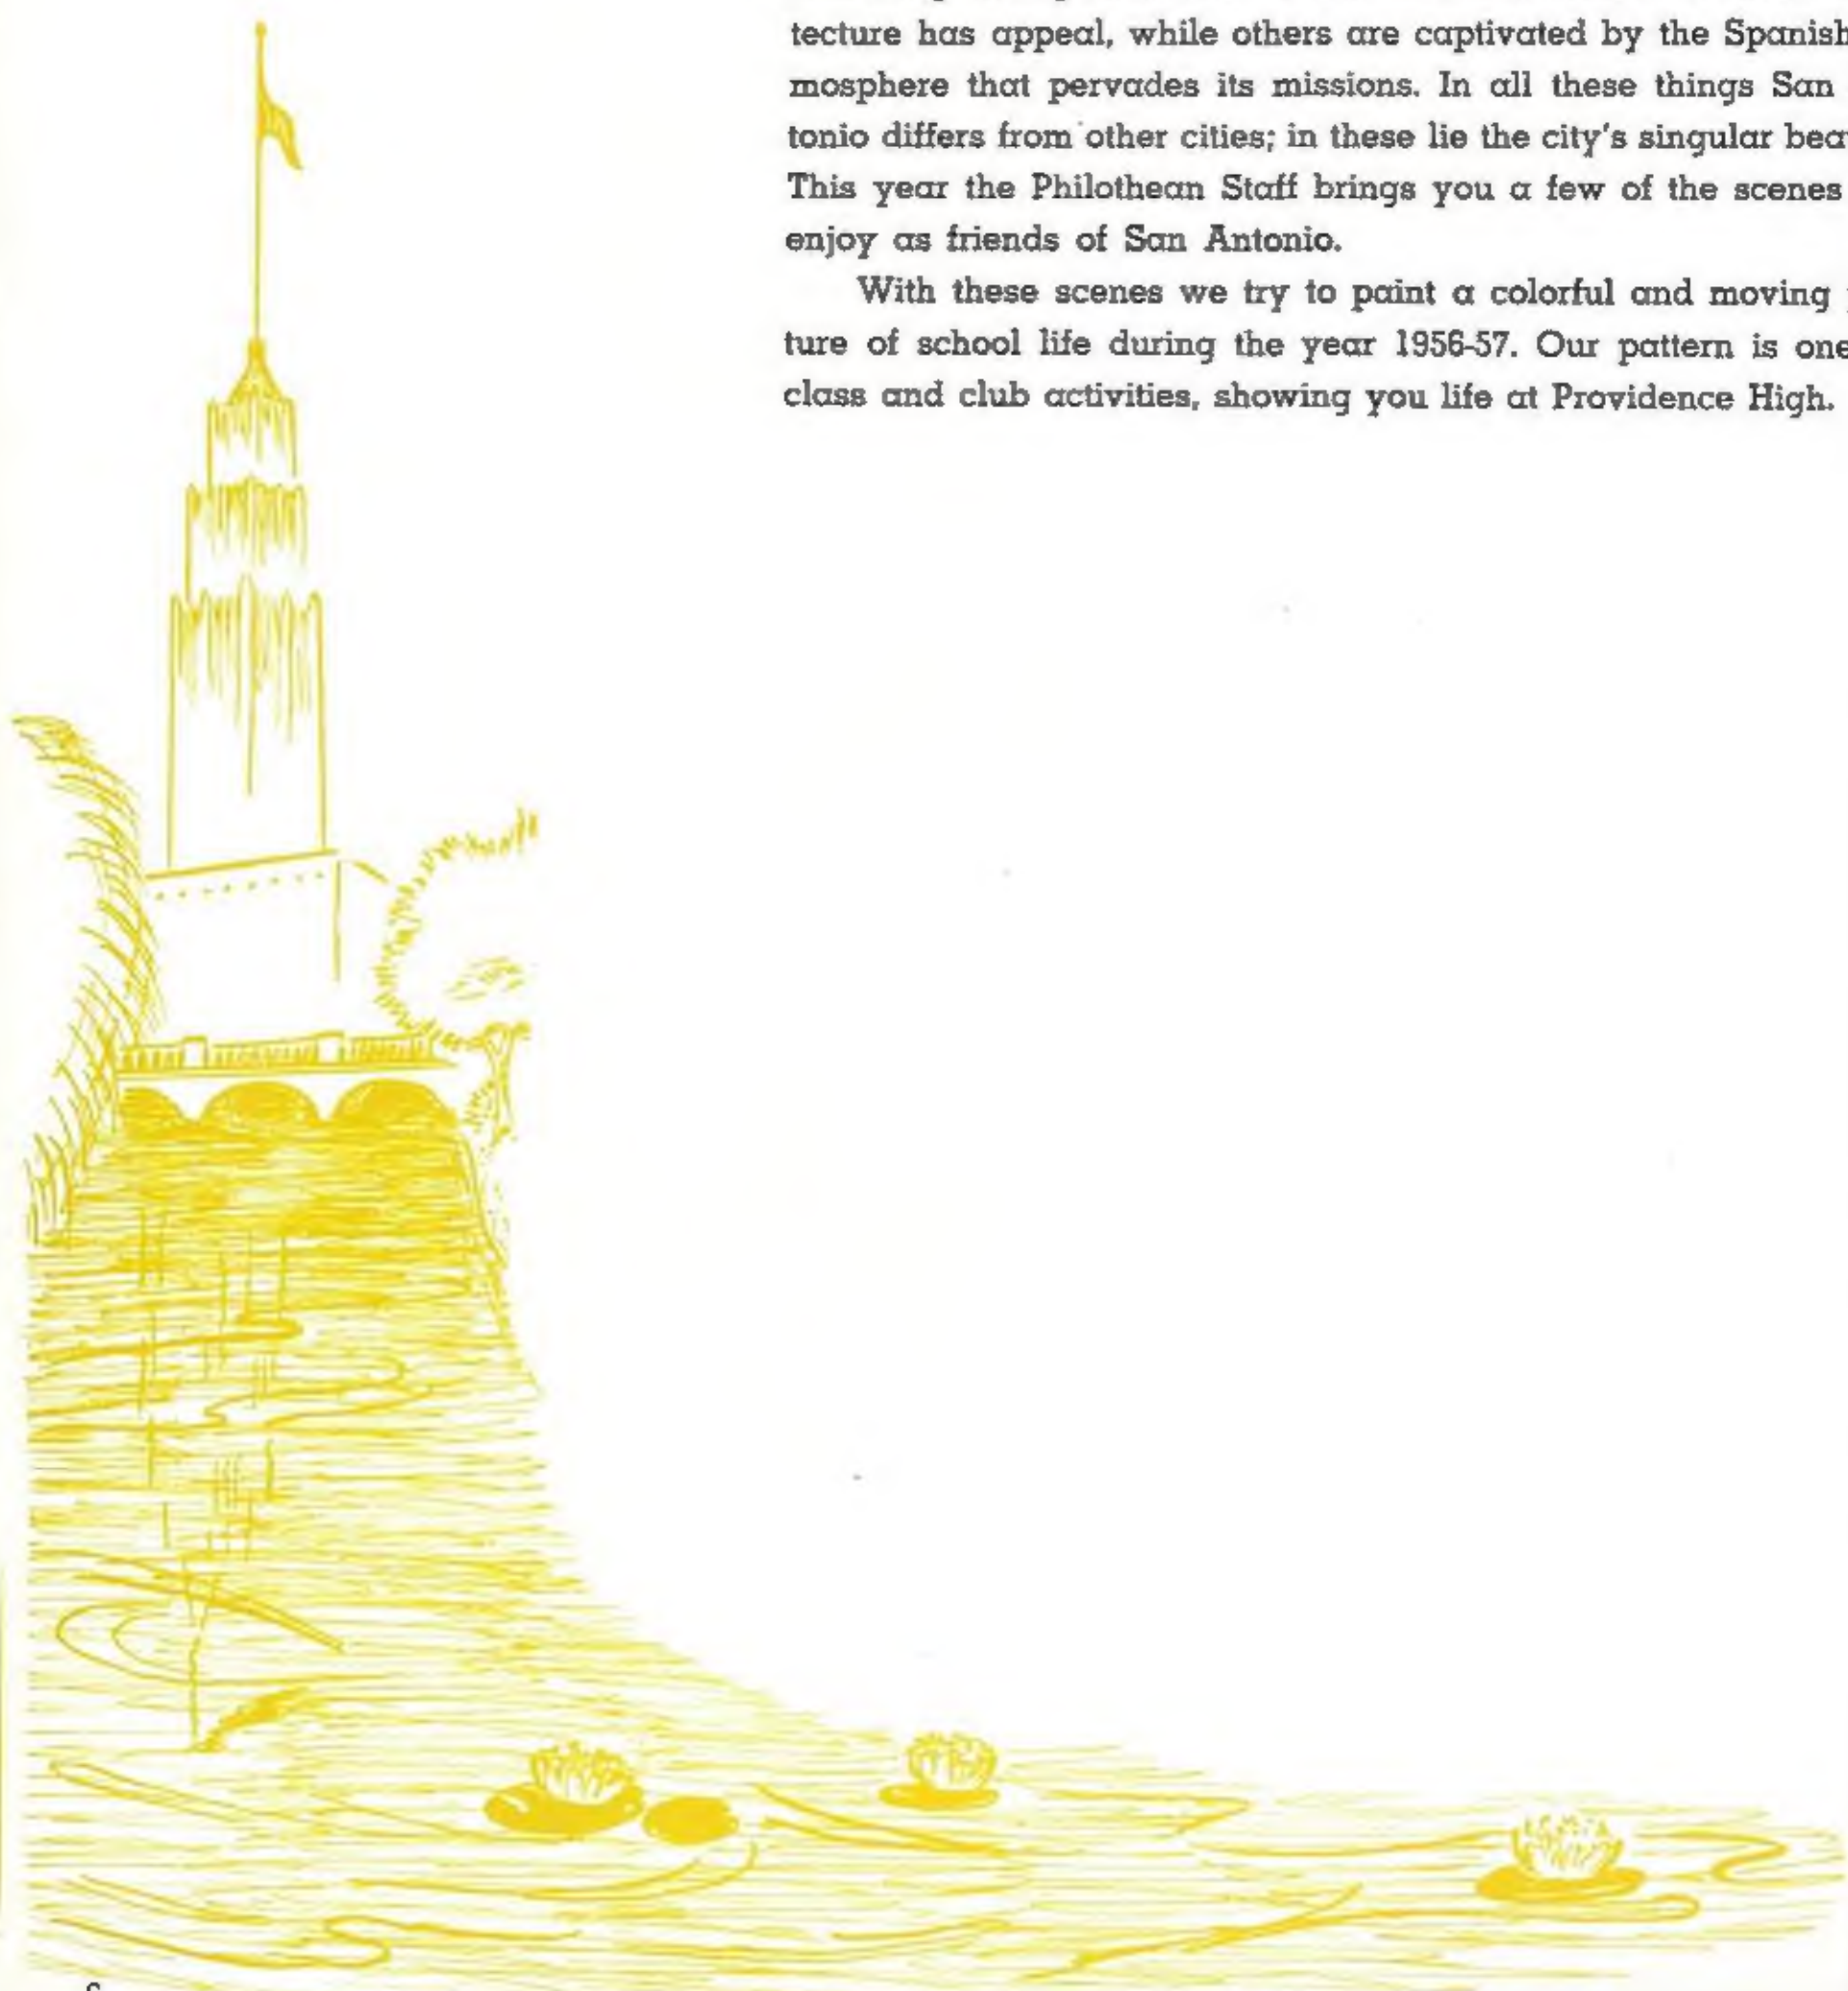 tecture has appeal, while others are captivated by the Spanish
mosphere that pervades its missions. In all these things San
tonio differs from other cities; in these lie the city's singular beau
This year the Philothean Staff brings you a few of the scenes
enjoy as friends of San Antonio.
With these scenes we try to paint a colorful and moving
ture of school life during the year 1956-57. Our pattern is one
class and club activities, showing you life at Providence High.